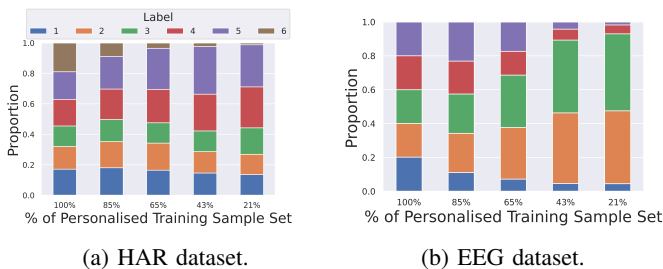 Label
1 2 3 4 5 6
1.0
0.8
0.6
0.4
0.2
0.0
Proportion
100% 85% 65% 43% 21%
% of Personalised Training Sample Set
(a) HAR dataset.
1.0
0.8
0.6
0.4
0.2
0.0
Proportion
100% 85% 65% 43% 21%
% of Personalised Training Sample Set
(b) EEG dataset.